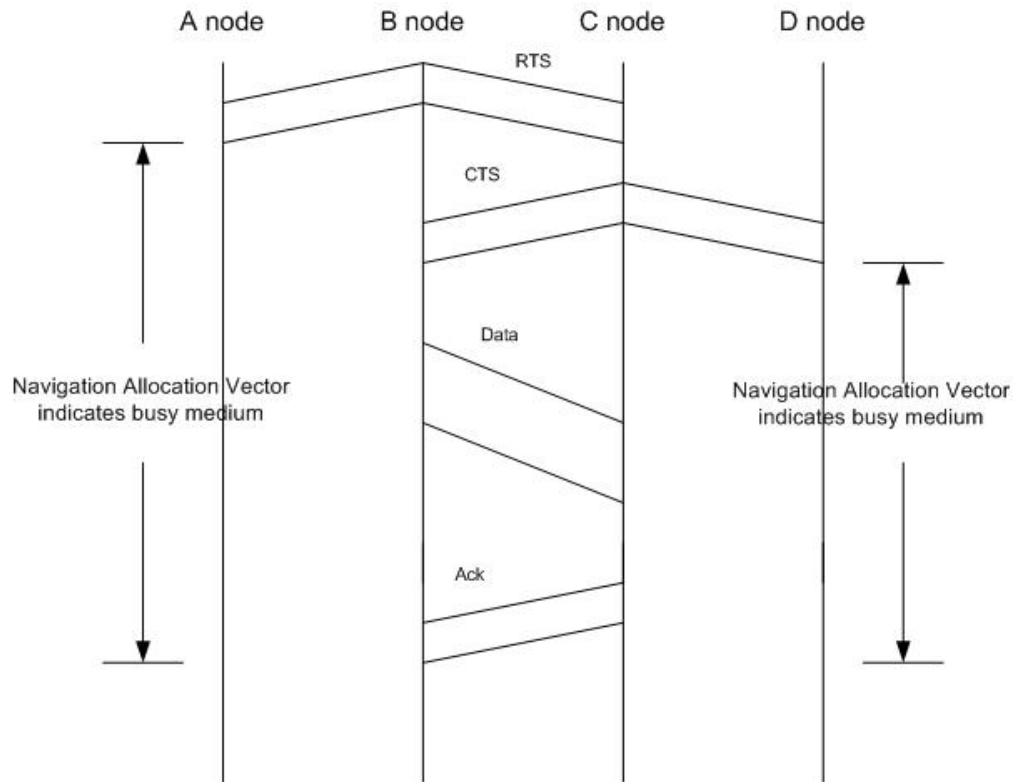 A node
B node
C node
D node
RTS
CTS
Data
Navigation Allocation Vector
indicates busy medium
Navigation Allocation Vector
indicates busy medium
Ack